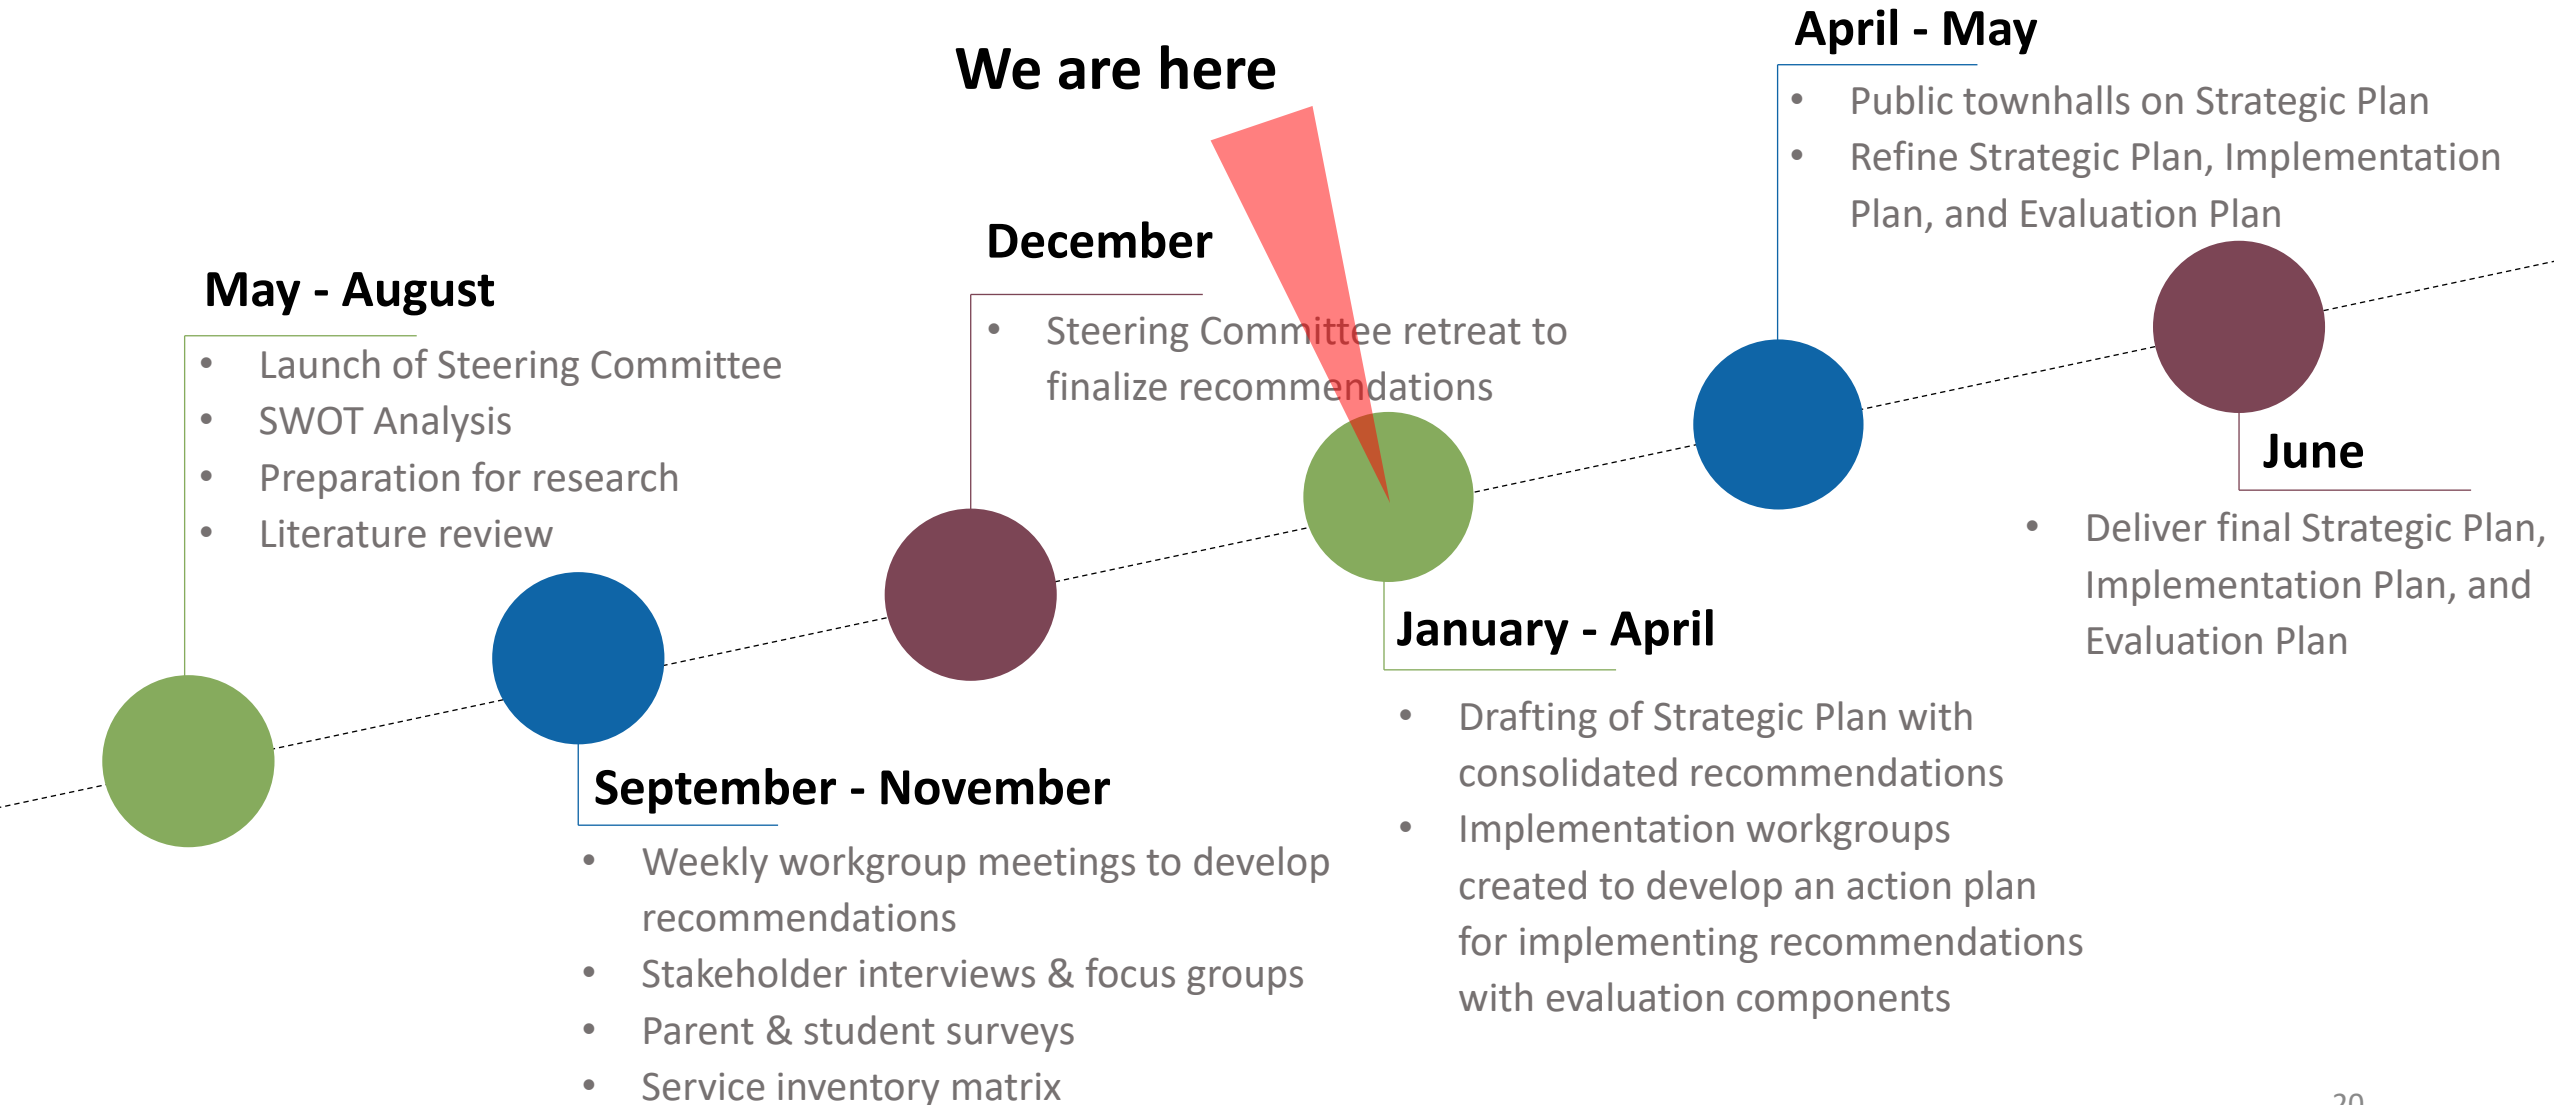 We are here
May - August
• Launch of Steering Committee
• SWOT Analysis
• Preparation for research
• Literature review
September - November
• Weekly workgroup meetings to develop
recommendations
• Stakeholder interviews & focus groups
• Parent & student surveys
• Service inventory matrix
December
• Steering Committee retreat to
finalize recommendations
January - April
• Drafting of Strategic Plan with
consolidated recommendations
• Implementation workgroups
created to develop an action plan
for implementing recommendations
with evaluation components
April - May
• Public townhalls on Strategic Plan
• Refine Strategic Plan, Implementation
Plan, and Evaluation Plan
June
• Deliver final Strategic Plan,
Implementation Plan, and
Evaluation Plan
20